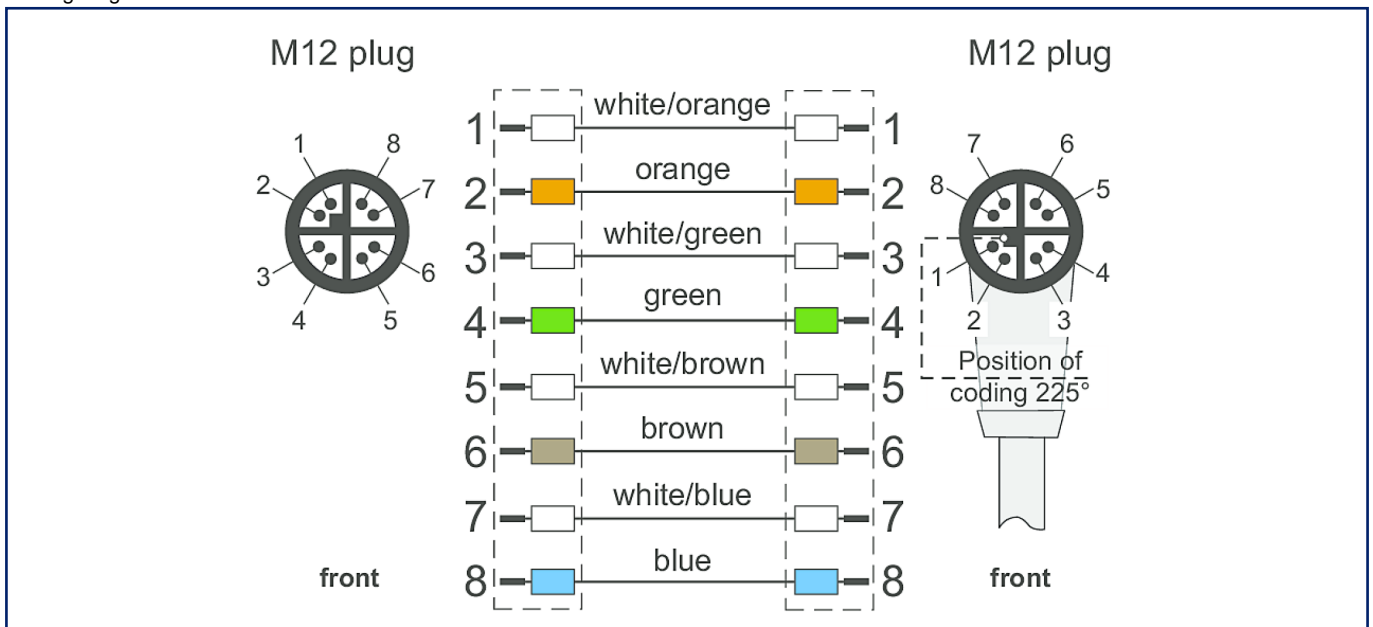 M12 plug
M12 plug
1 white/orange 1
2 orange 2
3 white/green 3
4 green 4
5 white/brown 5
6 brown 6
7 white/blue 7
8 blue 8
1 8
2 7
3 6
4 5
7 6
8 5
1 4
2 3
Position of
coding 225°
front
front